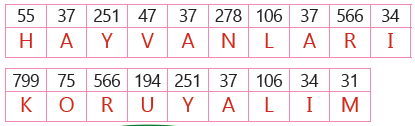 55 37 251 47 37 278 106 37 566 34
H A Y V A N L A R I
799 75 566 194 251 37 106 34 31
K O R U Y A L I M